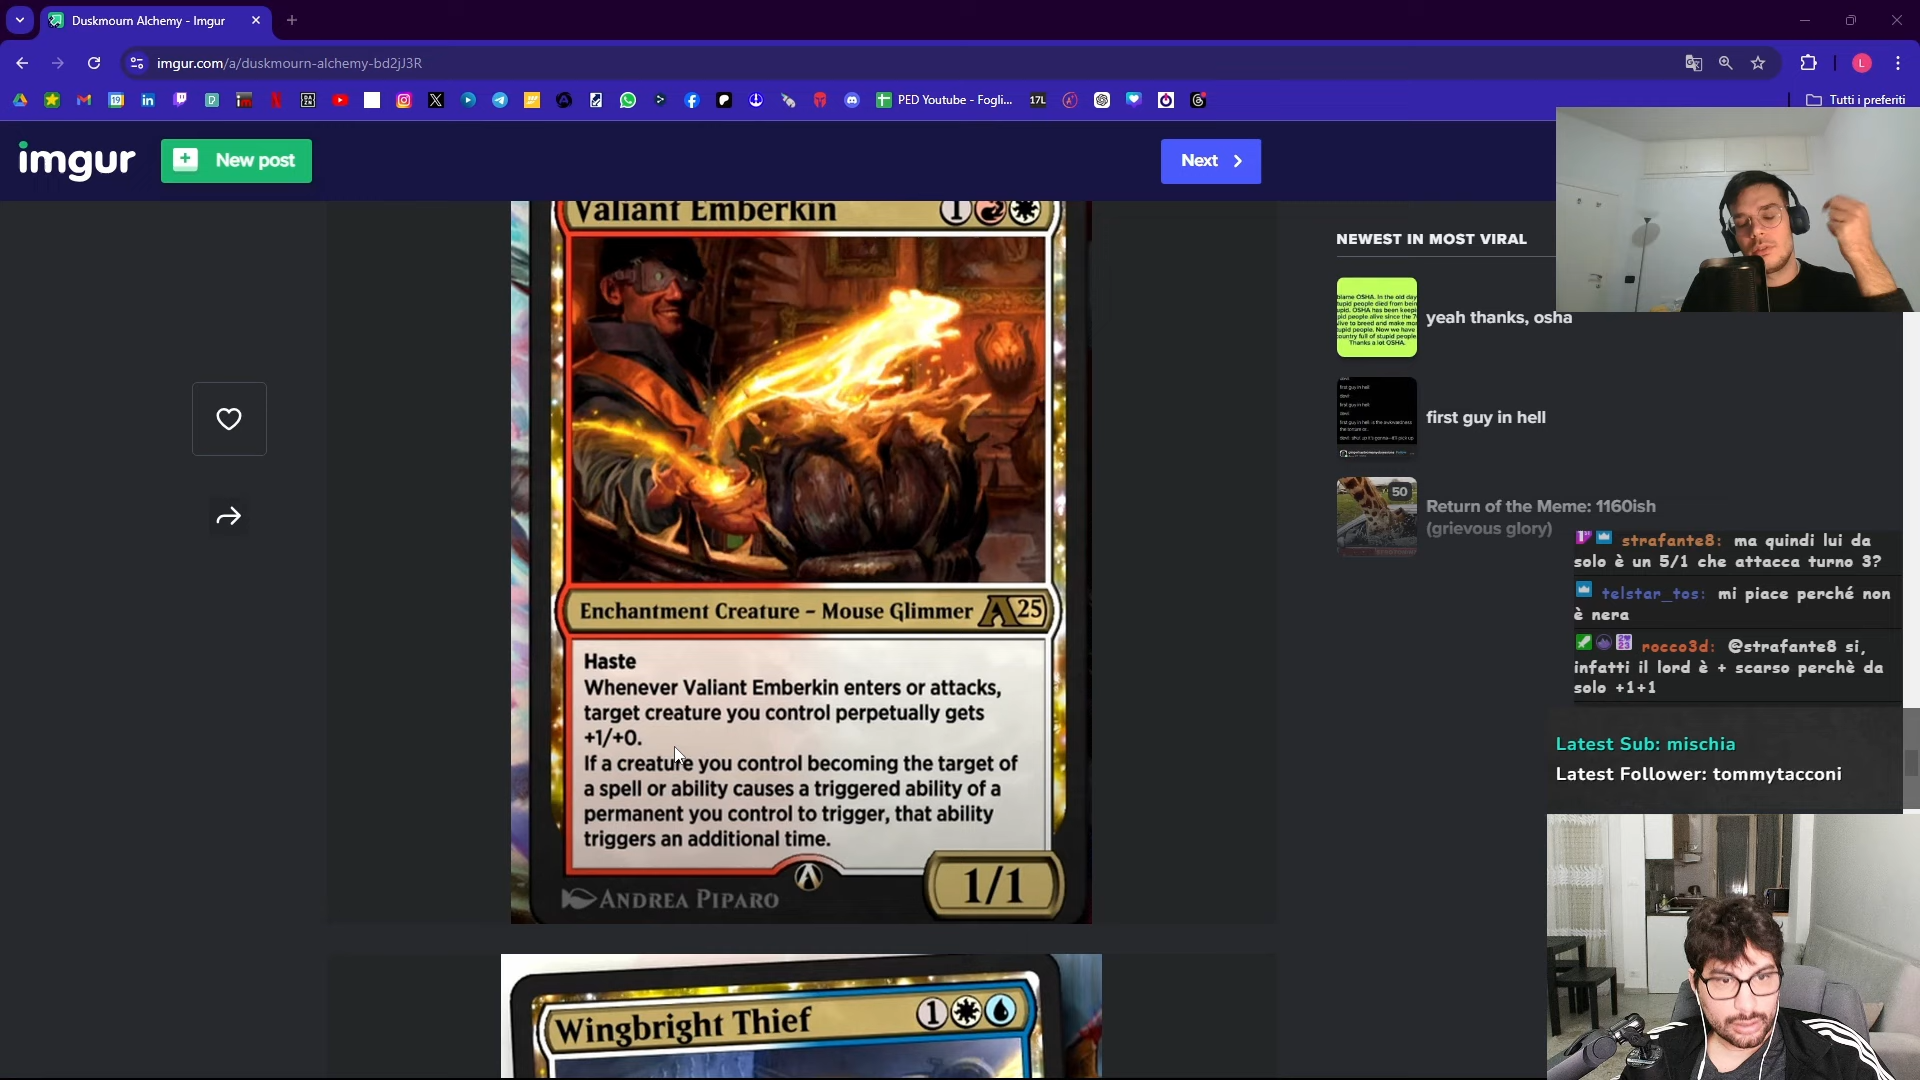 Duskmourn Alchemy - Imgur
imgur.com/a/duskmourn-alchemy-bd2jJ3R
PED Youtube - Fogli...
Tutti i preferiti
imgur
New post
Next
Valiant Emberkin
1
Enchantment Creature – Mouse Glimmer
A25
Haste
Whenever Valiant Emberkin enters or attacks,
target creature you control perpetually gets
+1/+0.
If a creature you control becoming the target of
a spell or ability causes a triggered ability of a
permanent you control to trigger, that ability
triggers an additional time.
Andrea Piparo
1/1
Wingbright Thief
1
NEWEST IN MOST VIRAL
yeah thanks, osha
first guy in hell
50
Return of the Meme: 1160ish
(grievous glory)
strafante8: ma quindi lui da
solo è un 5/1 che attacca turno 3?
telstar_tos: mi piace perché non
è nera
rocco3d: @strafante8 si,
infatti il lord è + scarso perchè da
solo +1+1
Latest Sub: mischia
Latest Follower: tommytacconi